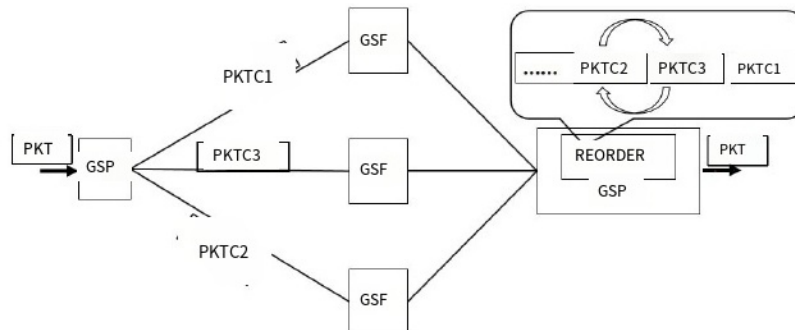 GSF
PKTC1
...... PKTC2 PKTC3 PKTC1
PKT
GSP
PKTC3
GSF
REORDER
GSP
PKT
PKTC2
GSF